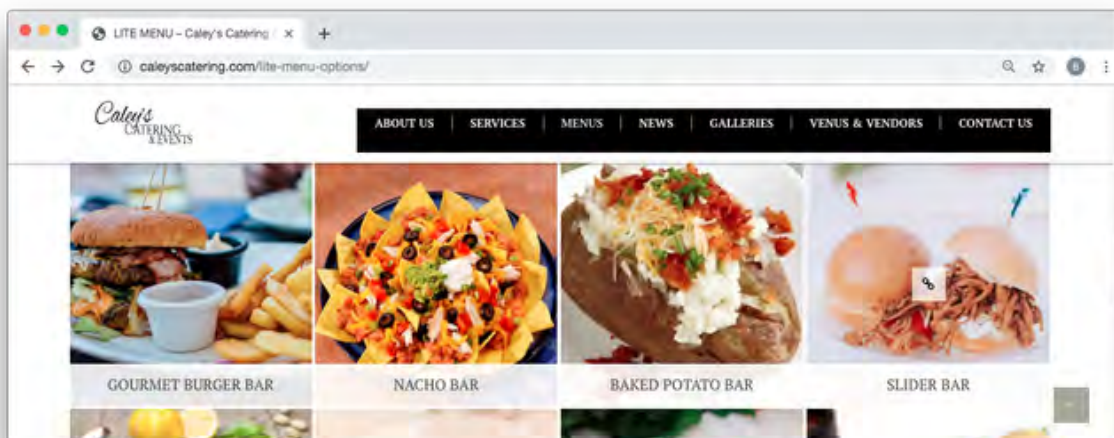 LITE MENU – Caley's Catering
caleyscatering.com/lite-menu-options/
Caley's
CATERING
& EVENTS
ABOUT US | SERVICES | MENUS | NEWS | GALLERIES | VENUS & VENDORS | CONTACT US
GOURMET BURGER BAR
NACHO BAR
BAKED POTATO BAR
SLIDER BAR